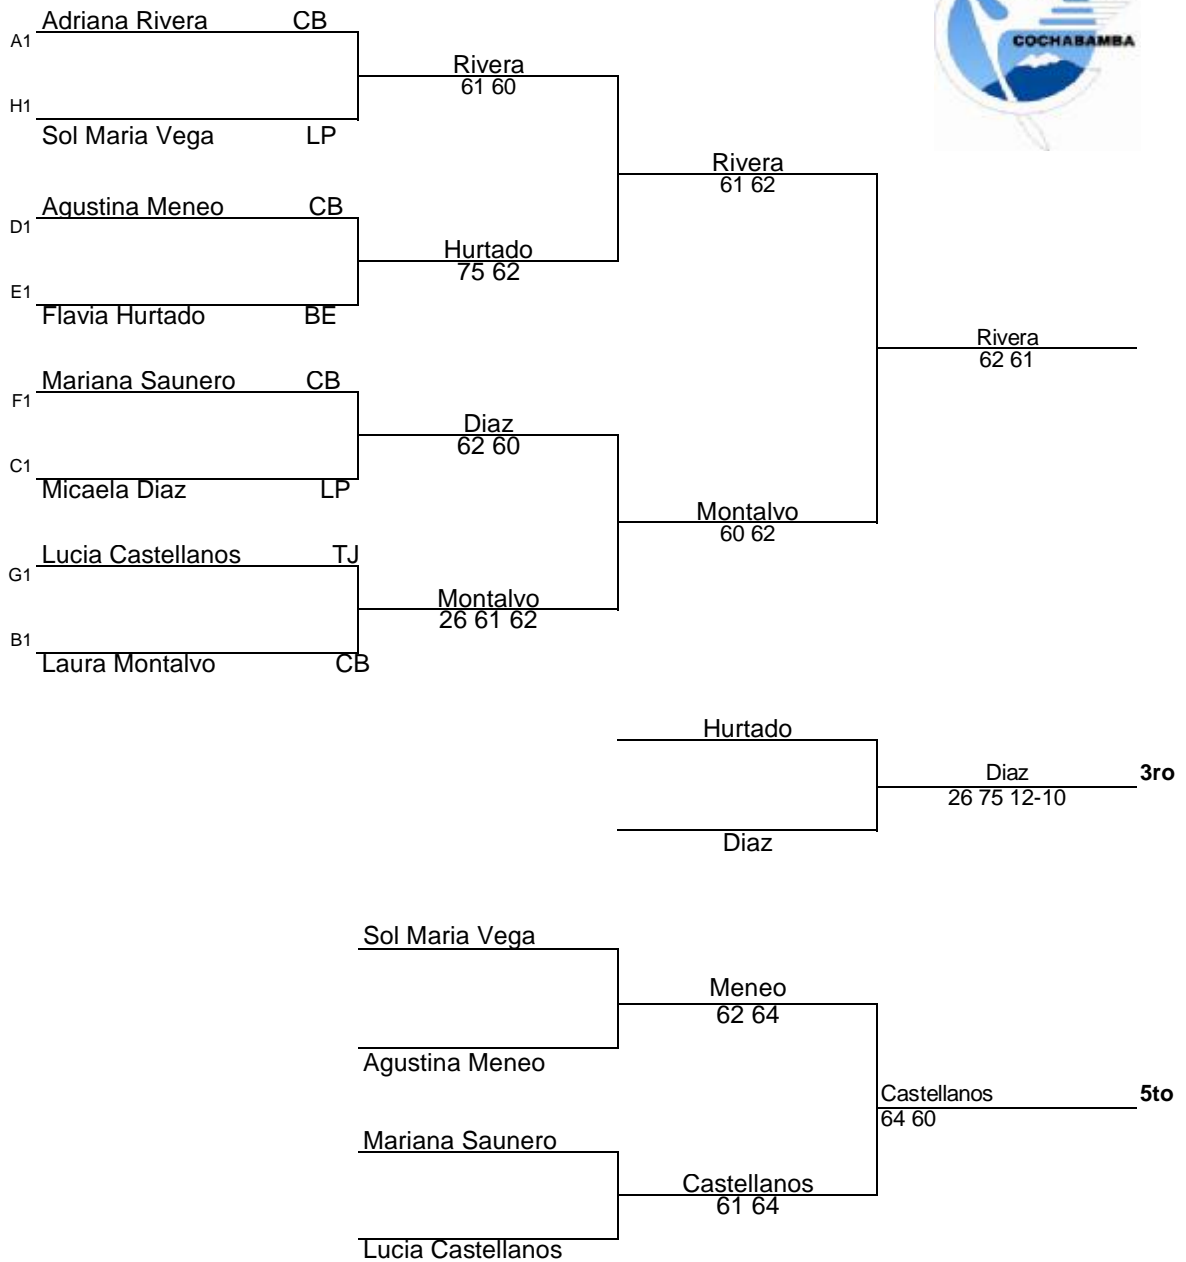 COCHABAMBA
Adriana Rivera CB
A1
Rivera
61 60
H1
Sol Maria Vega LP
Rivera
61 62
Agustina Meneo CB
D1
Hurtado
75 62
E1
Flavia Hurtado BE
Rivera
62 61
Mariana Saunero CB
F1
Diaz
62 60
C1
Micaela Diaz LP
Montalvo
60 62
Lucia Castellanos TJ
G1
Montalvo
26 61 62
B1
Laura Montalvo CB
Hurtado
Diaz 3ro
26 75 12-10
Diaz
Sol Maria Vega
Meneo
62 64
Agustina Meneo
Castellanos 5to
64 60
Mariana Saunero
Castellanos
61 64
Lucia Castellanos